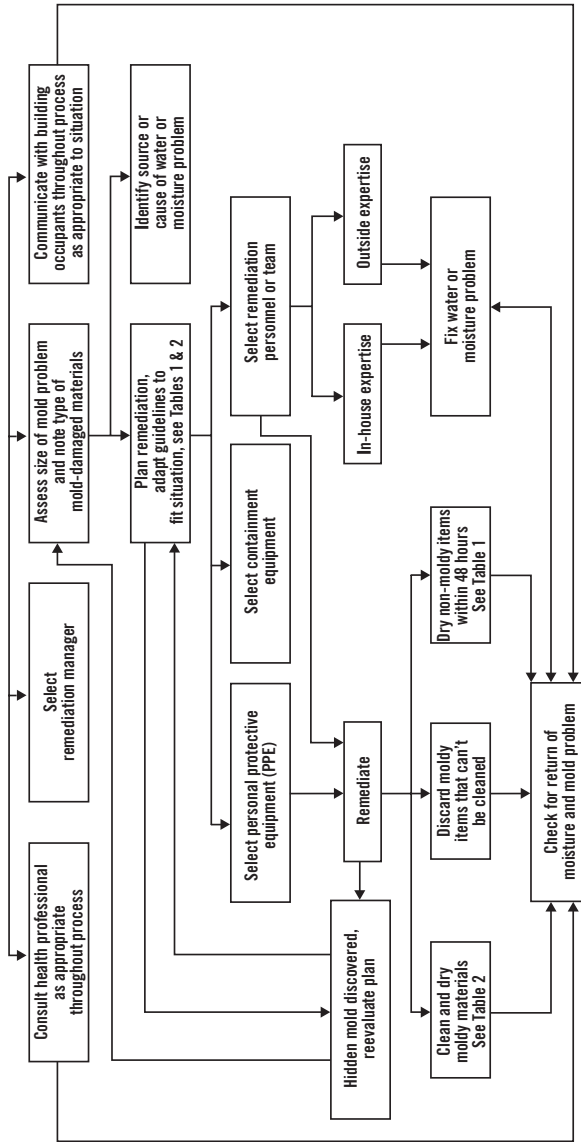 Consult health professional
as appropriate
throughout process
Select
remediation manager
Assess size of mold problem
and note type of
mold-damaged materials
Communicate with building
occupants throughout process
as appropriate to situation
Plan remediation,
adapt guidelines to
fit situation, see Tables 1 & 2
Identify source or
cause of water or
moisture problem
Select personal protective
equipment (PPE)
Select containment
equipment
Select remediation
personnel or team
Hidden mold discovered,
reevaluate plan
Remediate
In-house expertise
Outside expertise
Clean and dry
moldy materials
See Table 2
Discard moldy
items that can't
be cleaned
Dry non-moldy items
within 48 hours
See Table 1
Fix water or
moisture problem
Check for return of
moisture and mold problem